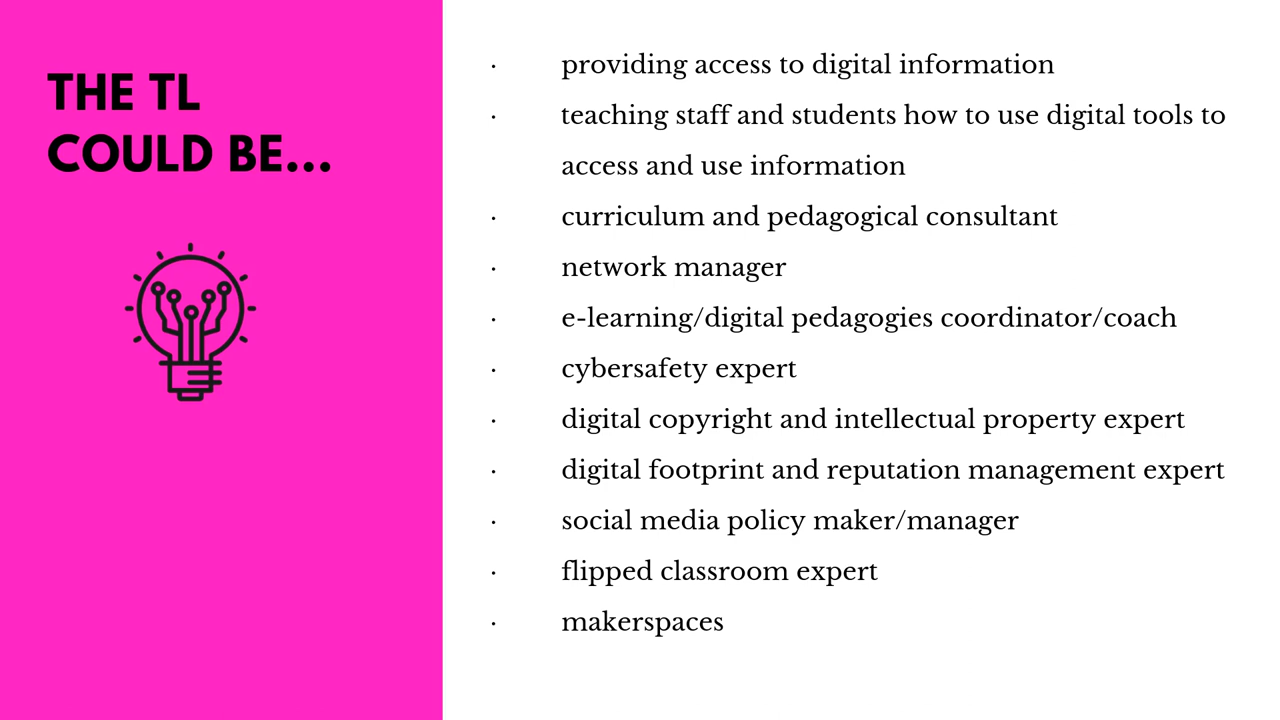 THE TL
COULD BE...
· providing access to digital information
· teaching staff and students how to use digital tools to
access and use information
· curriculum and pedagogical consultant
· network manager
· e-learning/digital pedagogies coordinator/coach
· cybersafety expert
· digital copyright and intellectual property expert
· digital footprint and reputation management expert
· social media policy maker/manager
· flipped classroom expert
· makerspaces